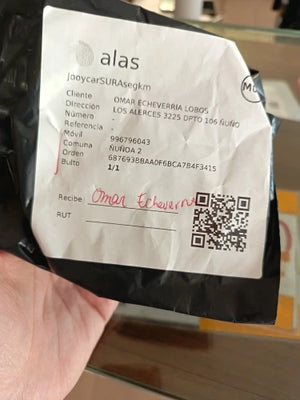 alas
JooycarSURAsegkm
Cliente OMAR ECHEVERRIA LOBOS
Dirección LOS ALERCES 3225 DPTO 106 ÑUÑO
Número -
Referencia -
Móvil 996796043
Comuna ÑUÑOA 2
Orden 687693BBAA0F6BCA7B4F3415
Bulto 1/1
Recibe Omar Echeverria
RUT